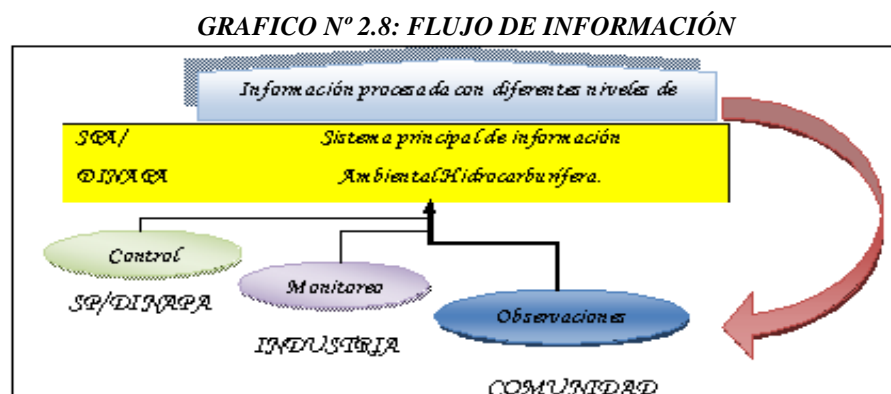 GRAFICO Nº 2.8: FLUJO DE INFORMACIÓN
Información procesada con diferentes niveles de
SPA/ Sistema principal de información
DINAPA Ambiental Hidrocarburífera.
Control
SP/DINAPA
Monitoreo
INDUSTRIA
Observaciones
COMUNIDAD